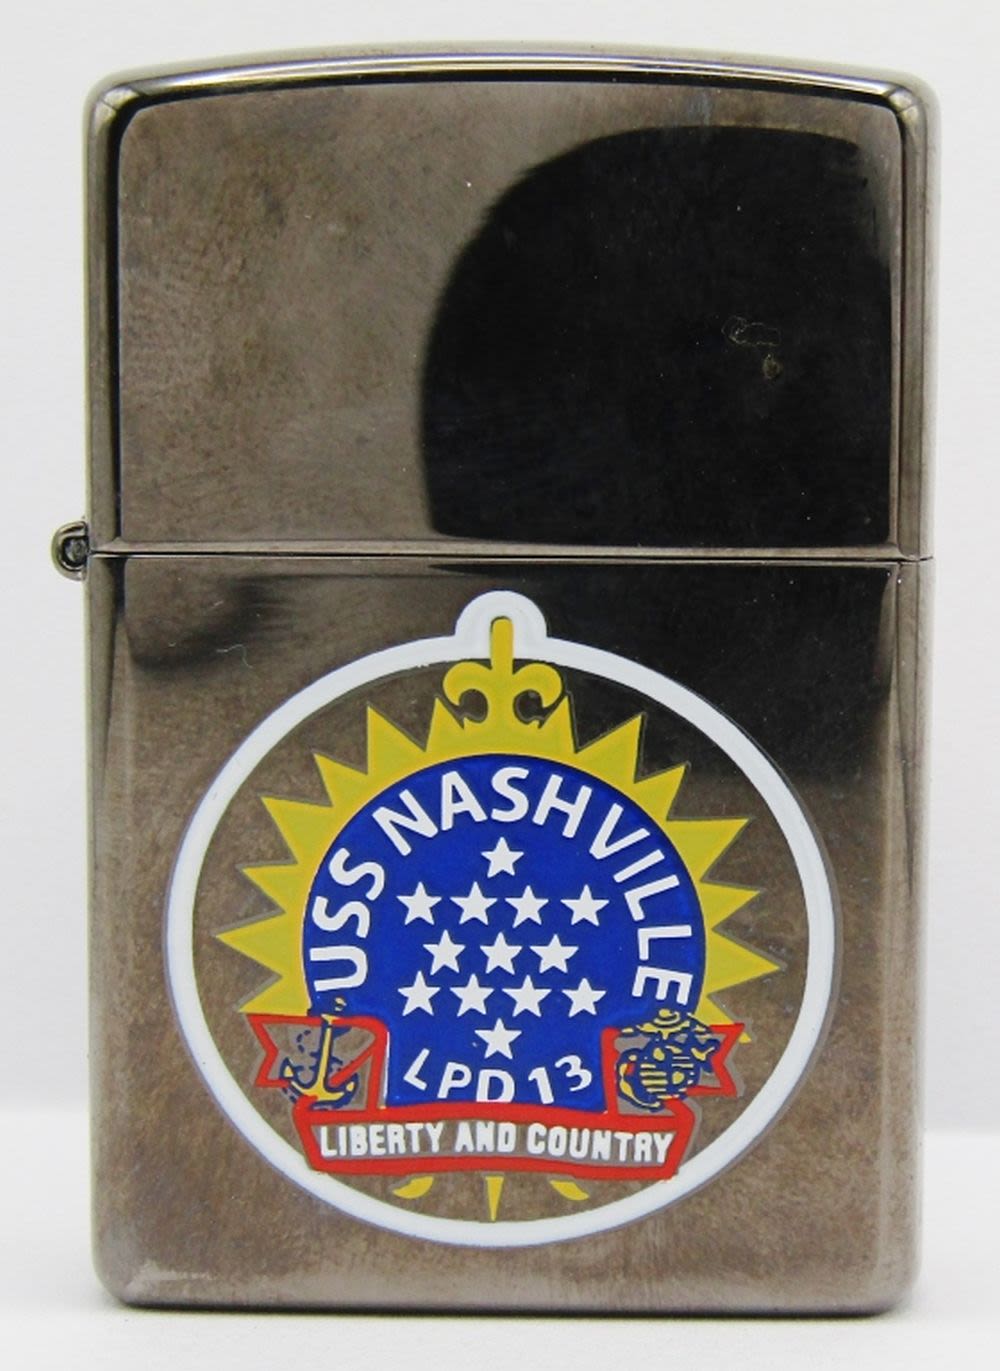 USS NASHVILLE
LPD 13
LIBERTY AND COUNTRY